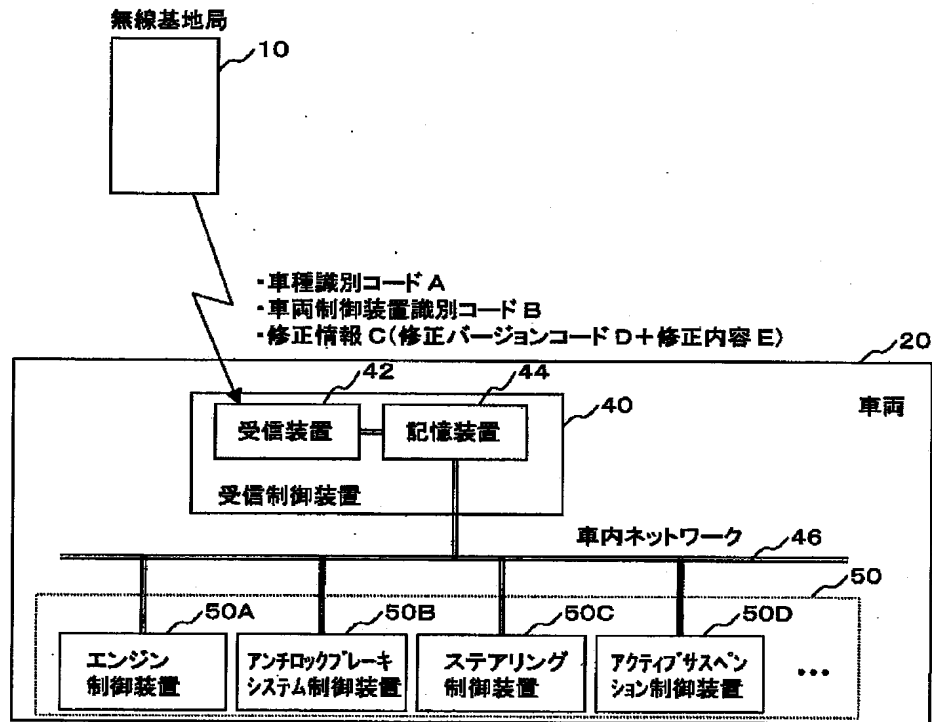 無線基地局
10
・車種識別コード A
・車両制御装置識別コード B
・修正情報 C(修正バージョンコード D+修正内容 E)
20
車両
42
44
40
受信装置
記憶装置
受信制御装置
車内ネットワーク
46
50
50A
50B
50C
50D
エンジン
制御装置
アンチロックブレーキ
システム制御装置
ステアリング
制御装置
アクティブサスペン
ション制御装置
•••